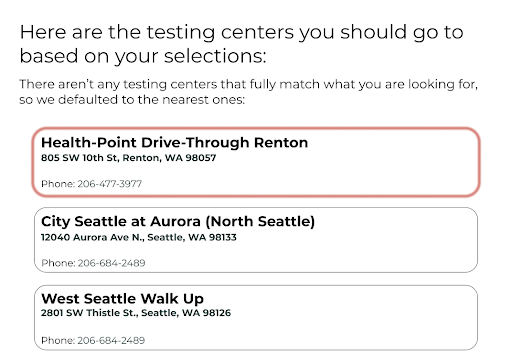 Here are the testing centers you should go to
based on your selections:
There aren't any testing centers that fully match what you are looking for,
so we defaulted to the nearest ones:
Health-Point Drive-Through Renton
805 SW 10th St, Renton, WA 98057
Phone: 206-477-3977
City Seattle at Aurora (North Seattle)
12040 Aurora Ave N., Seattle, WA 98133
Phone: 206-684-2489
West Seattle Walk Up
2801 SW Thistle St., Seattle, WA 98126
Phone: 206-684-2489